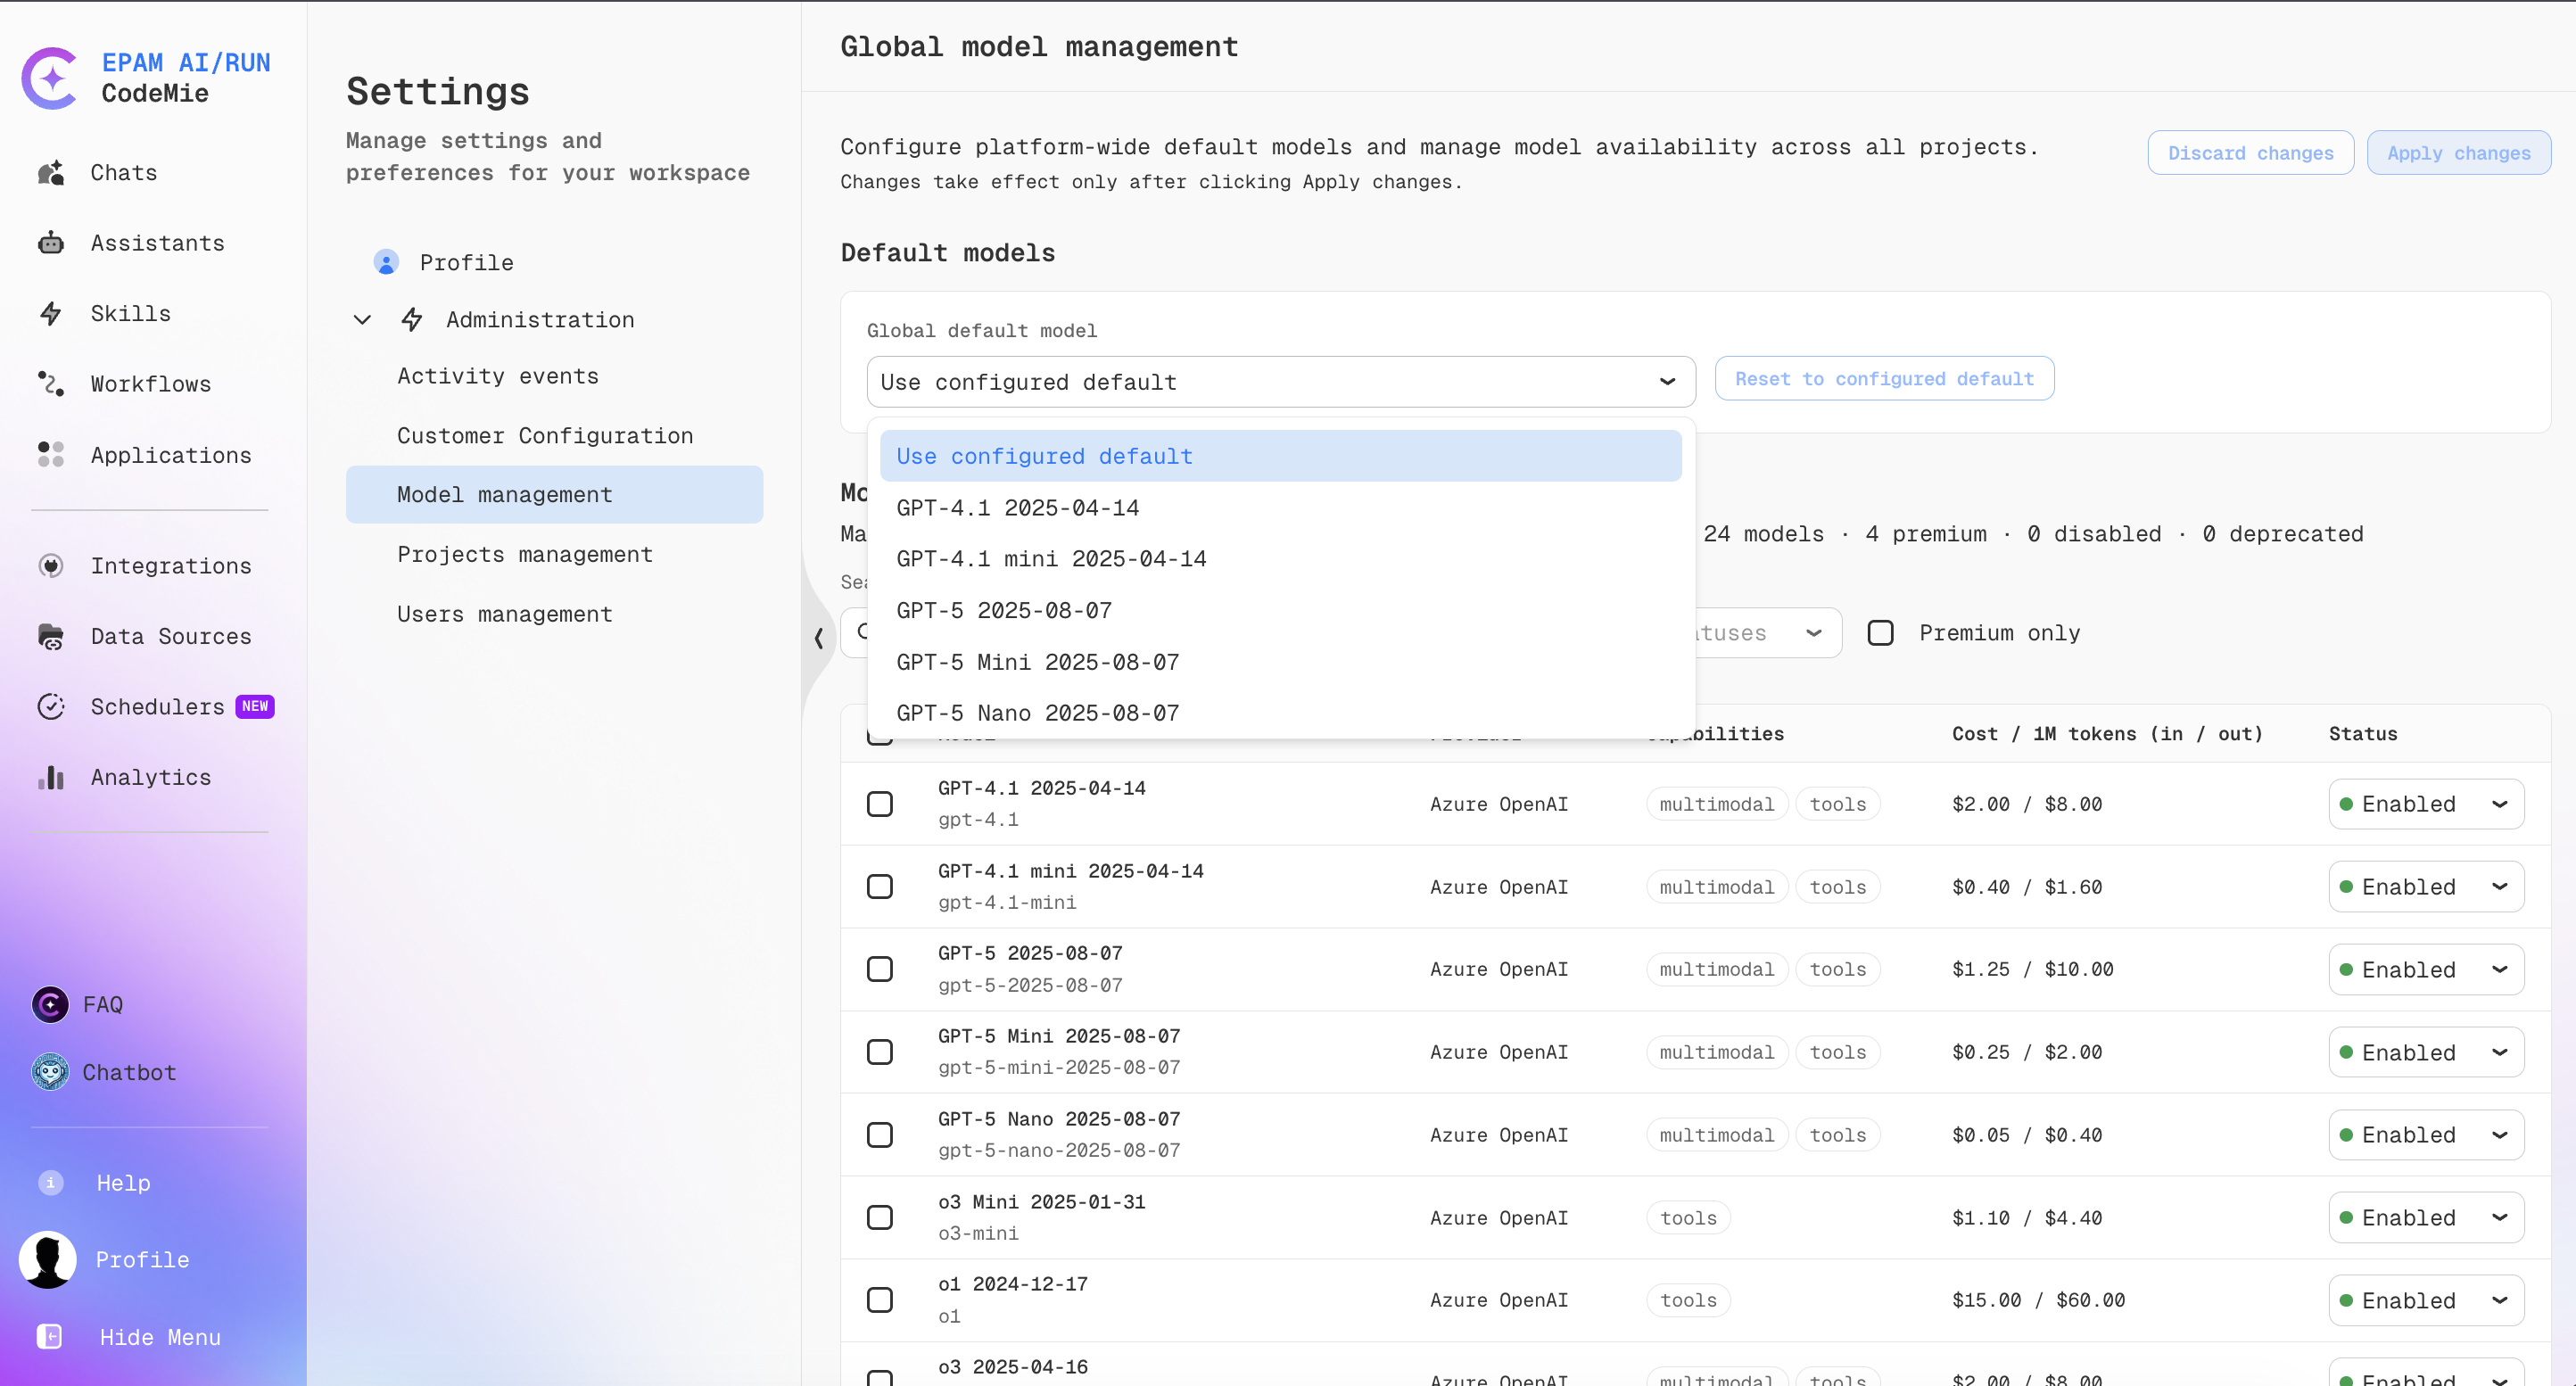 EPAM AI/RUN
CodeMie
Chats
Assistants
Skills
Workflows
Applications
Integrations
Data Sources
Schedulers NEW
Analytics
FAQ
Chatbot
Help
Profile
Hide Menu
Settings
Manage settings and
preferences for your workspace
Profile
Administration
Activity events
Customer Configuration
Model management
Projects management
Users management
Global model management
Configure platform-wide default models and manage model availability across all projects.
Changes take effect only after clicking Apply changes.
Discard changes
Apply changes
Default models
Global default model
Use configured default
Reset to configured default
Use configured default
GPT-4.1 2025-04-14
GPT-4.1 mini 2025-04-14
GPT-5 2025-08-07
GPT-5 Mini 2025-08-07
GPT-5 Nano 2025-08-07
24 models · 4 premium · 0 disabled · 0 deprecated
Premium only
Cost / 1M tokens (in / out) Status
GPT-4.1 2025-04-14
gpt-4.1
Azure OpenAI multimodal tools $2.00 / $8.00 Enabled
GPT-4.1 mini 2025-04-14
gpt-4.1-mini
Azure OpenAI multimodal tools $0.40 / $1.60 Enabled
GPT-5 2025-08-07
gpt-5-2025-08-07
Azure OpenAI multimodal tools $1.25 / $10.00 Enabled
GPT-5 Mini 2025-08-07
gpt-5-mini-2025-08-07
Azure OpenAI multimodal tools $0.25 / $2.00 Enabled
GPT-5 Nano 2025-08-07
gpt-5-nano-2025-08-07
Azure OpenAI multimodal tools $0.05 / $0.40 Enabled
o3 Mini 2025-01-31
o3-mini
Azure OpenAI tools $1.10 / $4.40 Enabled
o1 2024-12-17
o1
Azure OpenAI tools $15.00 / $60.00 Enabled
o3 2025-04-16
Azure OpenAI multimodal tools $2.00 / $8.00 Enabled